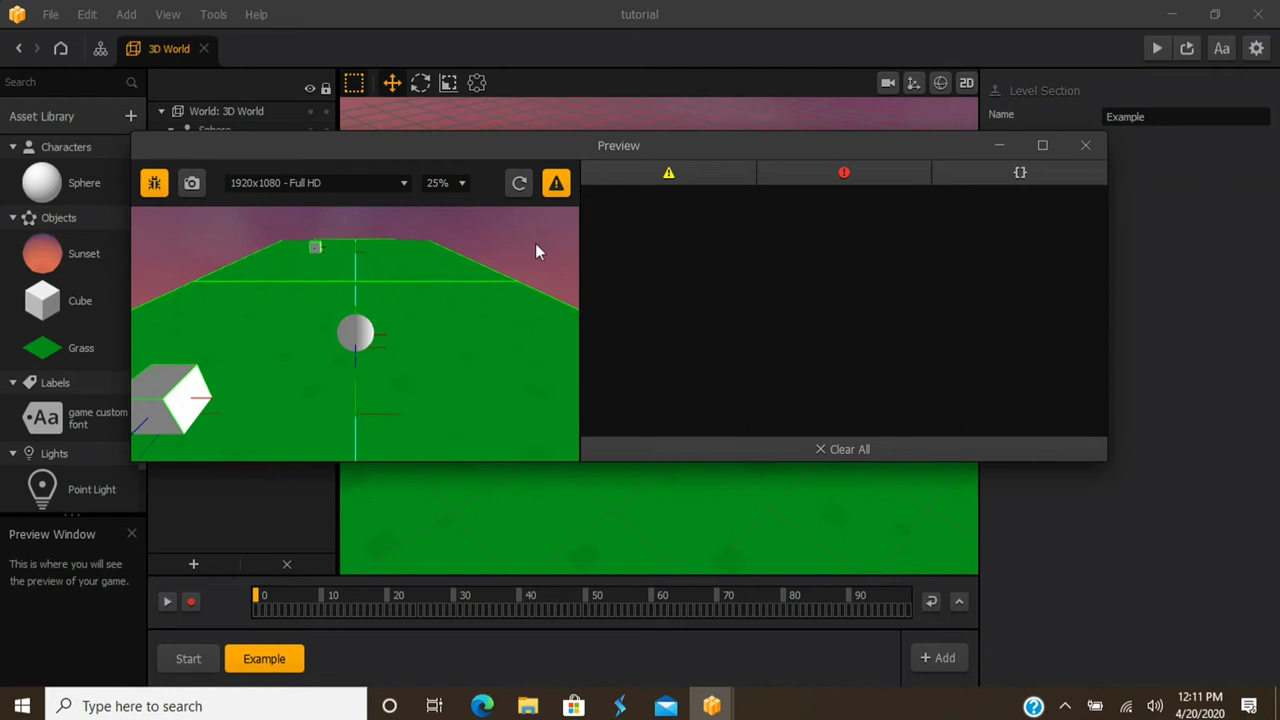 File Edit Add View Tools Help
tutorial
3D World
Aa
Search
World: 3D World
2D
Level Section
Asset Library
Name
Example
Preview
Characters
Sphere
1920x1080 - Full HD
25%
{}
Objects
Sunset
Cube
Grass
Labels
Aa
game custom
font
Clear All
Lights
Point Light
Preview Window
This is where you will see
the preview of your game.
0 10 20 30 40 50 60 70 80 90
Start
Example
Add
Type here to search
12:11 PM
4/20/2020